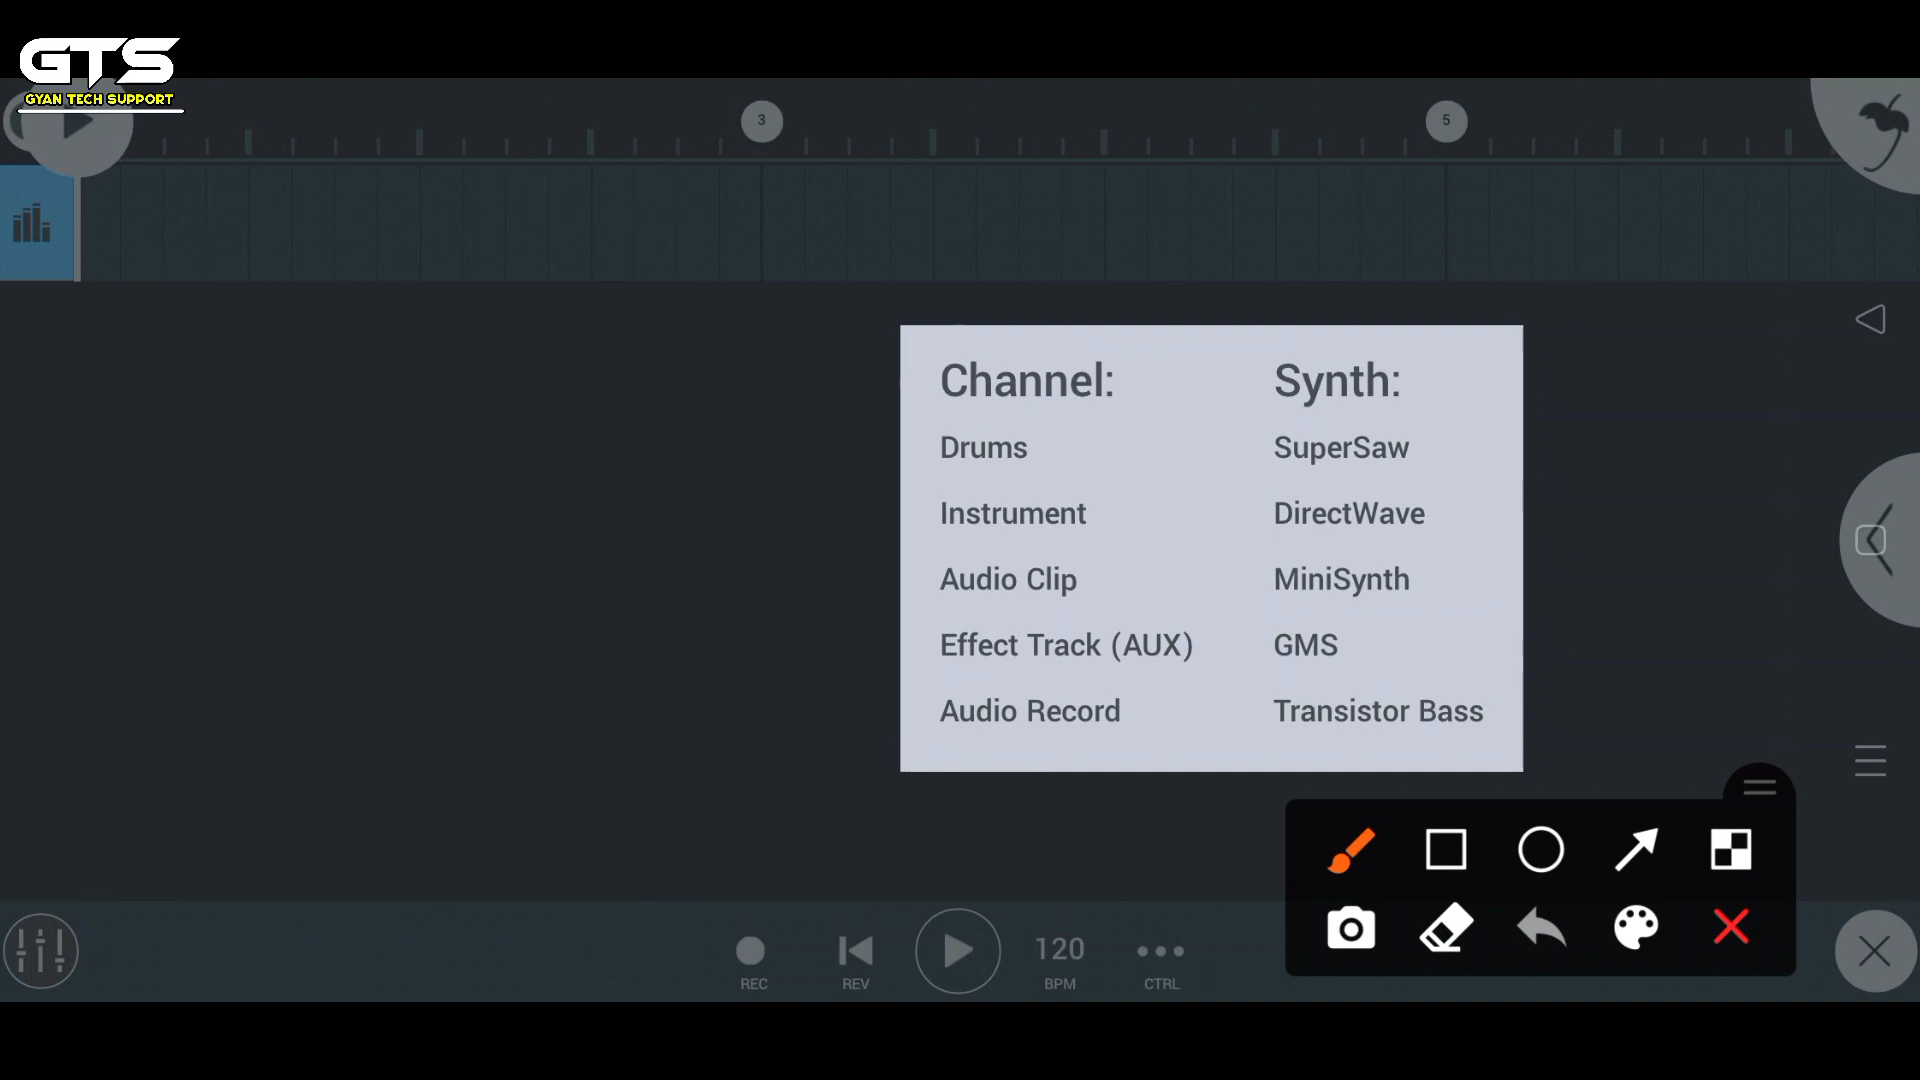 GTS
GYAN TECH SUPPORT
3
5
Channel:
Synth:
Drums
SuperSaw
Instrument
DirectWave
Audio Clip
MiniSynth
Effect Track (AUX)
GMS
Audio Record
Transistor Bass
120
REC
REV
BPM
CTRL